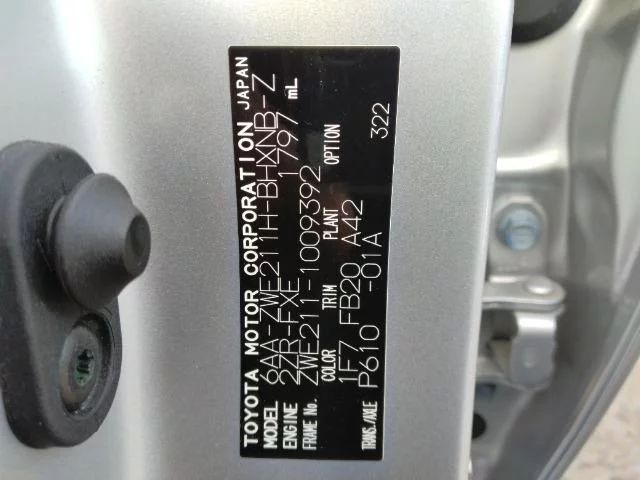 TOYOTA MOTOR CORPORATION JAPAN
MODEL 6AA-ZWE211H-BHXNB-Z
ENGINE 2ZR-FXE 1797 mL
FRAME No. ZWE211-1009392
COLOR TRIM PLANT OPTION
1F7 FB20 A42
TRANS./AXLE P610 -01A 322